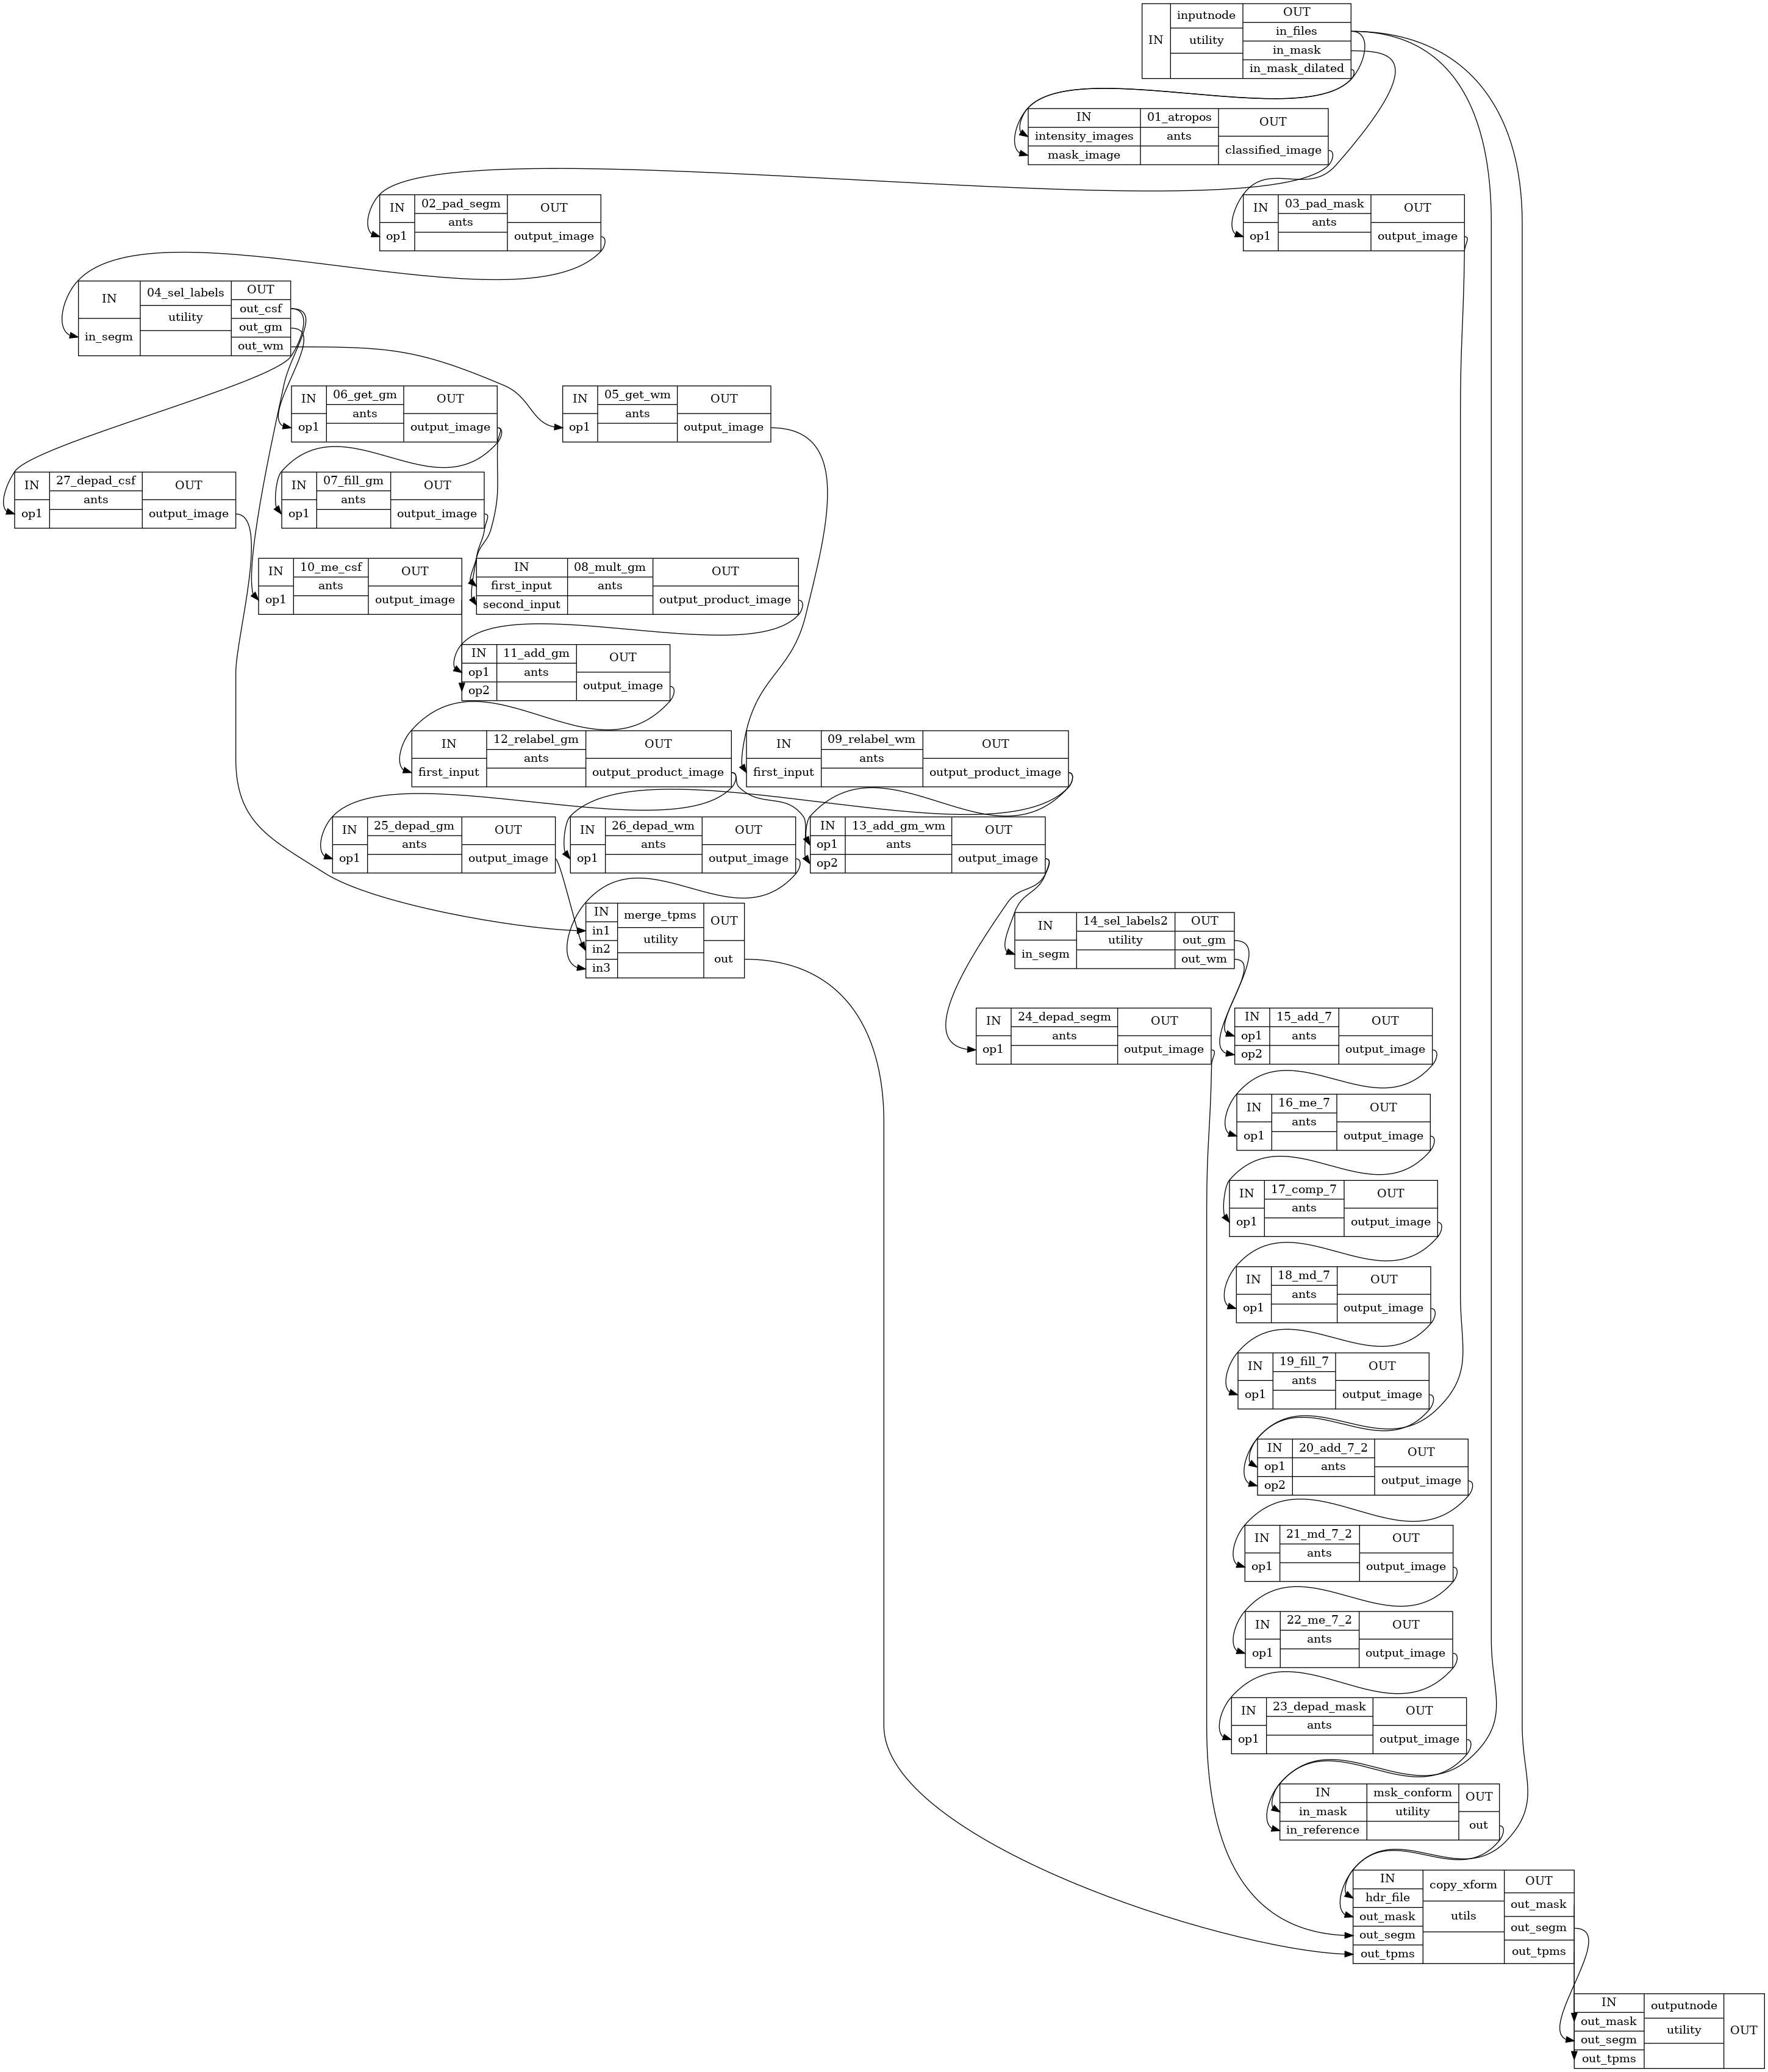 IN
inputnode
utility
OUT
in_files
in_mask
in_mask_dilated
IN
intensity_images
mask_image
01_atropos
ants
OUT
classified_image
IN
op1
02_pad_segm
ants
OUT
output_image
IN
op1
03_pad_mask
ants
OUT
output_image
IN
in_segm
04_sel_labels
utility
OUT
out_csf
out_gm
out_wm
IN
op1
06_get_gm
ants
OUT
output_image
IN
op1
05_get_wm
ants
OUT
output_image
IN
op1
27_depad_csf
ants
OUT
output_image
IN
op1
07_fill_gm
ants
OUT
output_image
IN
op1
10_me_csf
ants
OUT
output_image
IN
first_input
second_input
08_mult_gm
ants
OUT
output_product_image
IN
op1
op2
11_add_gm
ants
OUT
output_image
IN
first_input
12_relabel_gm
ants
OUT
output_product_image
IN
first_input
09_relabel_wm
ants
OUT
output_product_image
IN
op1
25_depad_gm
ants
OUT
output_image
IN
op1
26_depad_wm
ants
OUT
output_image
IN
op1
op2
13_add_gm_wm
ants
OUT
output_image
IN
in1
in2
in3
merge_tpms
utility
OUT
out
IN
in_segm
14_sel_labels2
utility
OUT
out_gm
out_wm
IN
op1
24_depad_segm
ants
OUT
output_image
IN
op1
op2
15_add_7
ants
OUT
output_image
IN
op1
16_me_7
ants
OUT
output_image
IN
op1
17_comp_7
ants
OUT
output_image
IN
op1
18_md_7
ants
OUT
output_image
IN
op1
19_fill_7
ants
OUT
output_image
IN
op1
op2
20_add_7_2
ants
OUT
output_image
IN
op1
21_md_7_2
ants
OUT
output_image
IN
op1
22_me_7_2
ants
OUT
output_image
IN
op1
23_depad_mask
ants
OUT
output_image
IN
in_mask
in_reference
msk_conform
utility
OUT
out
IN
hdr_file
out_mask
out_segm
out_tpms
copy_xform
utils
OUT
out_mask
out_segm
out_tpms
IN
out_mask
out_segm
out_tpms
outputnode
utility
OUT